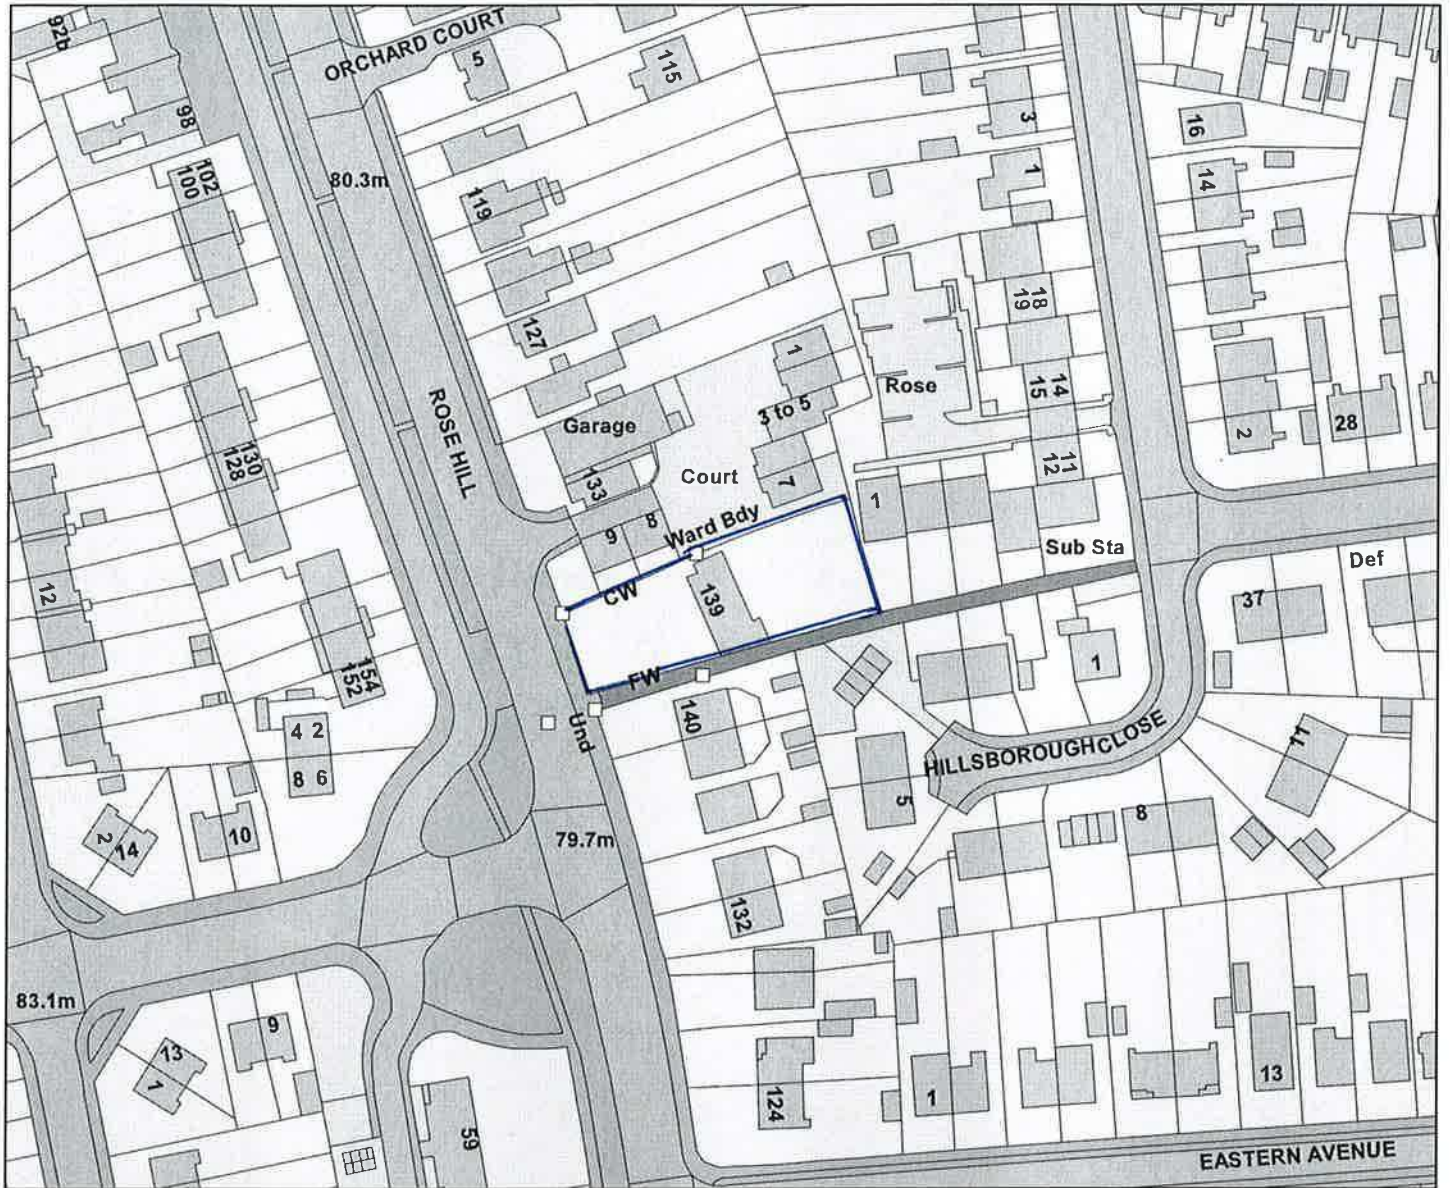 92b
ORCHARD COURT
5
115
98
3
16
102
100
80.3m
1
14
119
18
19
127
1
ROSE HILL
Rose
14
15
3 to 5
Garage
28
2
130
128
11
12
133
Court
7
1
8
9
Ward Bdy
Sub Sta
Def
12
CW
139
37
154
152
FW
1
140
Und
4 2
8 6
HILLSBOROUGH CLOSE
11
5
2
14
10
79.7m
8
132
83.1m
9
13
1
124
1
13
59
EASTERN AVENUE